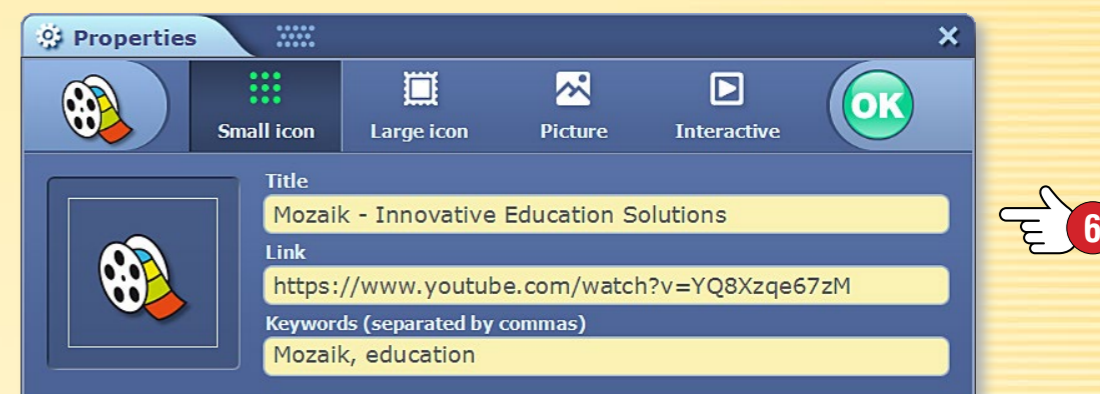 Properties
Small icon Large icon Picture Interactive OK
Title
Mozaik - Innovative Education Solutions
6
Link
https://www.youtube.com/watch?v=YQ8Xzqe67zM
Keywords (separated by commas)
Mozaik, education